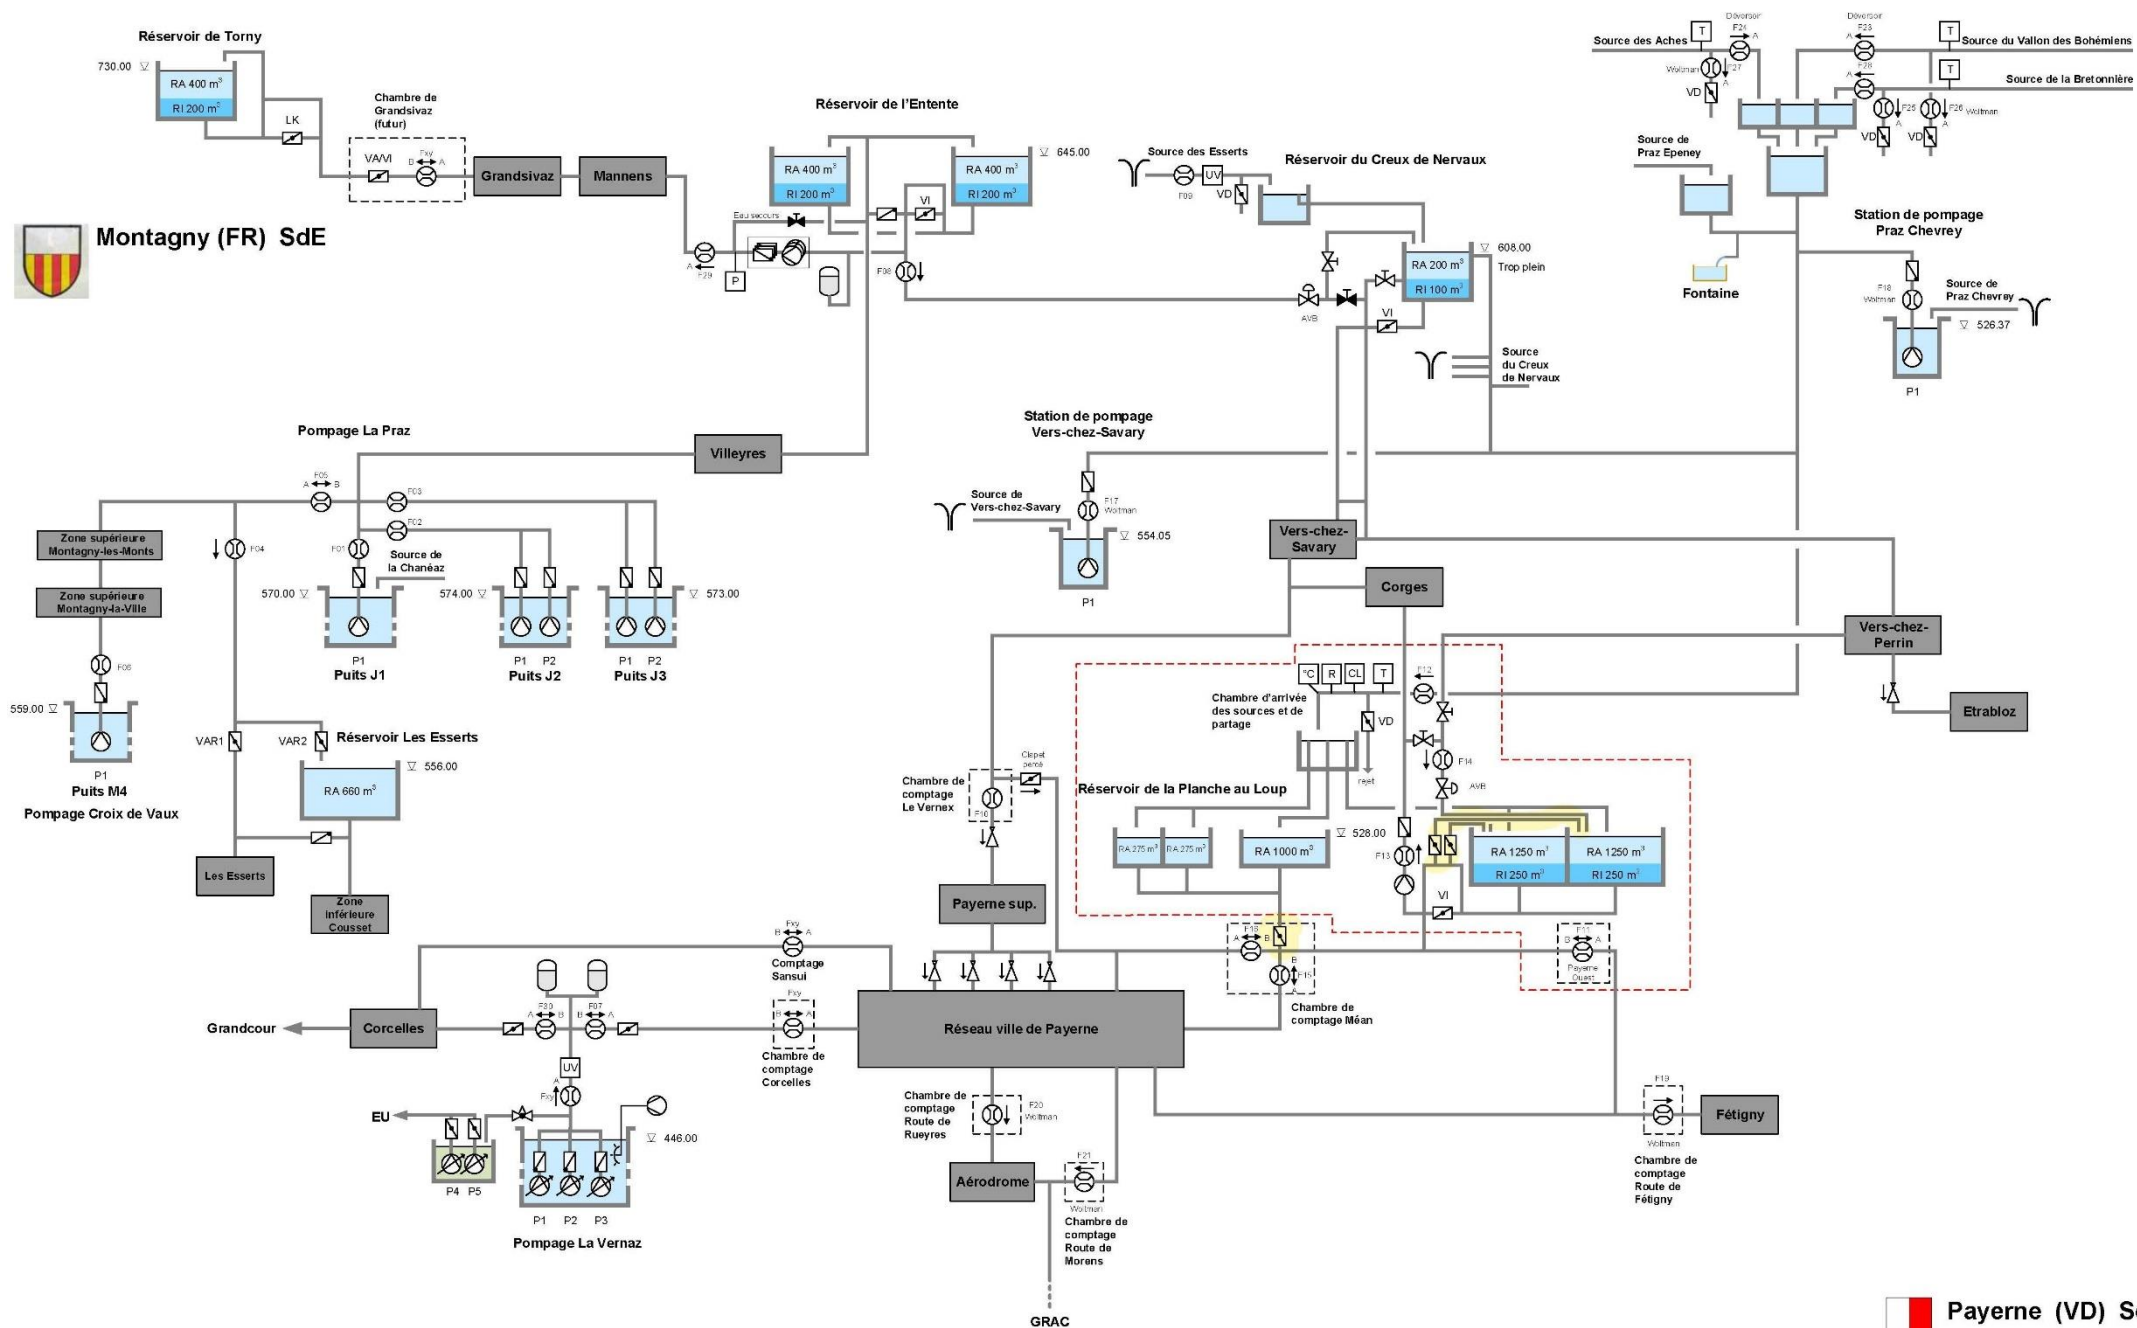 Réservoir de Torny
730.00
RA 400 m³
RI 200 m³
LK
Chambre de
Grandsivaz
(futur)
VA/VI
Fxy
B A
Grandsivaz
Mannens
Montagny (FR) SdE
Réservoir de l'Entente
645.00
RA 400 m³
RI 200 m³
RA 400 m³
RI 200 m³
VI
Eau secours
A
F29
P
F08
Source des Esserts
F09
UV
VD
Réservoir du Creux de Nervaux
608.00
Trop plein
RA 200 m³
RI 100 m³
AVB
VI
Source
du Creux
de Nervaux
Source des Aches
T
Déversoir
F24
A
Woltman
F27
A
VD
Déversoir
F23
A
T
Source du Vallon des Bohémiens
F28
A
T
Source de la Bretonnière
F25
A
VD
F26
Woltman
A
VD
Source de
Praz Epeney
Fontaine
Station de pompage
Praz Chevrey
F18
Woltman
Source de
Praz Chevrey
526.37
P1
Pompage La Praz
Villeyres
F05
A B
F03
F02
F04
F01
Source de
la Chanéaz
570.00
574.00
573.00
P1
Puits J1
P1 P2
Puits J2
P1 P2
Puits J3
Zone supérieure
Montagny-les-Monts
Zone supérieure
Montagny-la-Ville
F06
559.00
P1
Puits M4
Pompage Croix de Vaux
VAR1
VAR2
Réservoir Les Esserts
556.00
RA 660 m³
Les Esserts
Zone
inférieure
Cousset
Station de pompage
Vers-chez-Savary
Source de
Vers-chez-Savary
F17
Woltman
554.05
P1
Vers-chez-
Savary
Corges
Vers-chez-
Perrin
Etrabloz
°C
R
CL
T
F12
Chambre d'arrivée
des sources et de
partage
VD
rejet
F14
AVB
Clapet
percé
Chambre de
comptage
Le Vernex
F10
Réservoir de la Planche au Loup
528.00
RA 275 m³
RA 275 m³
RA 1000 m³
F13
RA 1250 m³
RI 250 m³
RA 1250 m³
RI 250 m³
VI
Payerne sup.
F16
A B
B
F15
A
Chambre de
comptage Méan
F11
B A
Payerne
Ouest
Fxy
B A
Comptage
Sansui
Grandcour
Corcelles
F30
A B
F07
B A
Fxy
B A
Chambre de
comptage
Corcelles
Réseau ville de Payerne
UV
A
Fxy
EU
446.00
P4 P5
P1 P2 P3
Pompage La Vernaz
Chambre de
comptage
Route de
Rueyres
F20
Woltman
Aérodrome
F21
Woltman
Chambre de
comptage
Route de
Morens
GRAC
F19
Woltman
Fétigny
Chambre de
comptage
Route de
Fétigny
Payerne (VD)